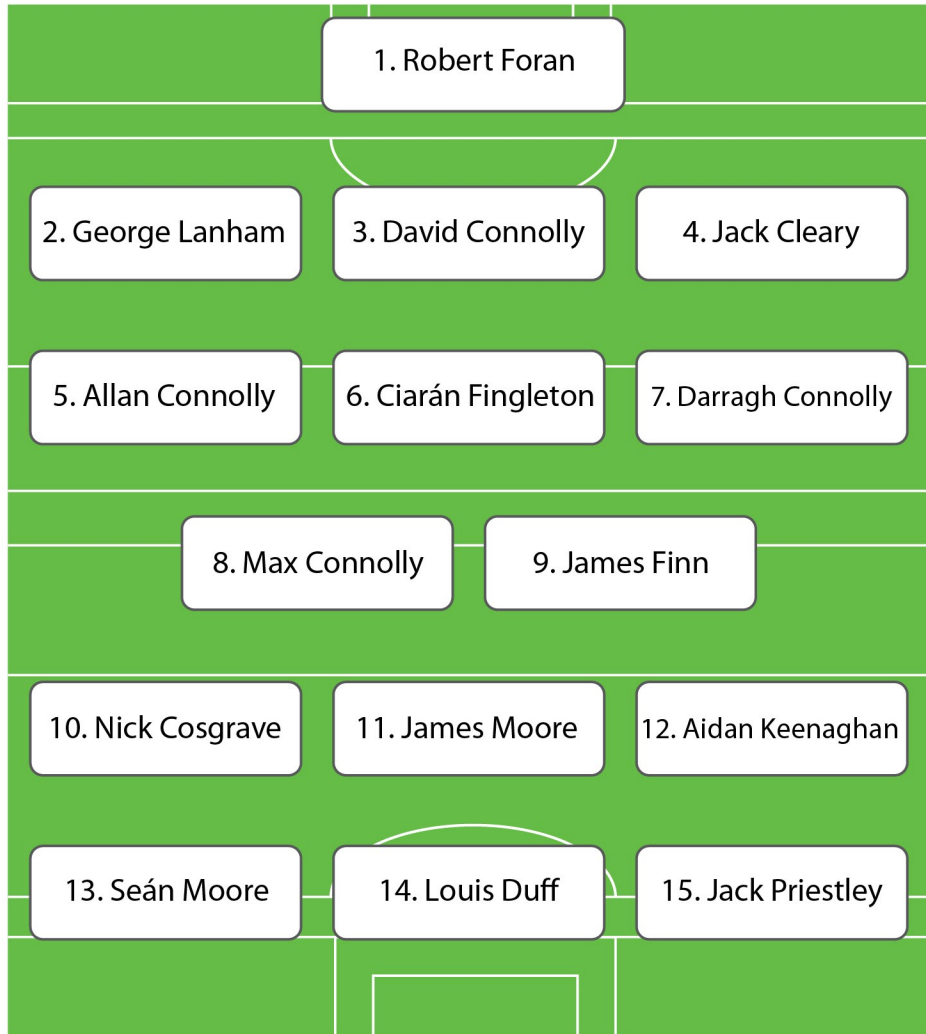 1. Robert Foran
2. George Lanham
3. David Connolly
4. Jack Cleary
5. Allan Connolly
6. Ciarán Fingleton
7. Darragh Connolly
8. Max Connolly
9. James Finn
10. Nick Cosgrave
11. James Moore
12. Aidan Keenaghan
13. Seán Moore
14. Louis Duff
15. Jack Priestley